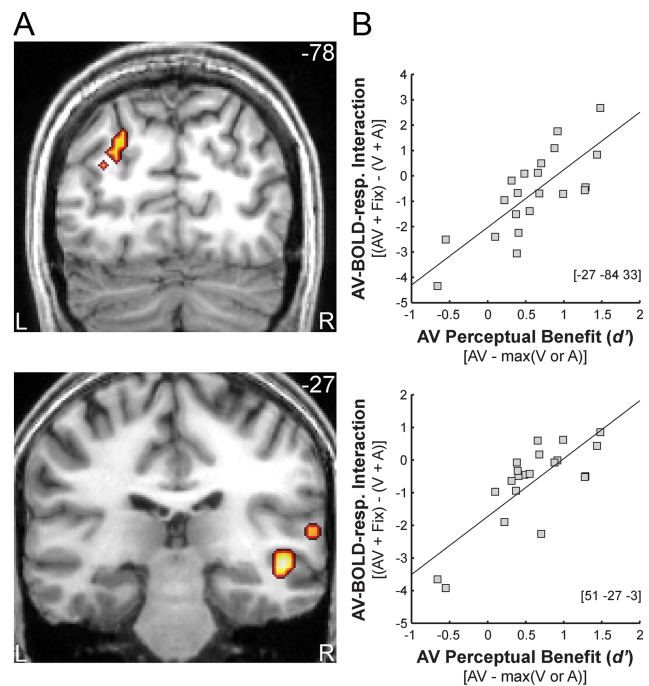 A
-78
L
R
B
AV-BOLD-resp. Interaction
[(AV + Fix) - (V + A)]
4
3
2
1
0
-1
-2
-3
-4
-5
[-27 -84 33]
-1 -0.5 0 0.5 1 1.5 2
AV Perceptual Benefit (d')
[AV - max(V or A)]
-27
L
R
AV-BOLD-resp. Interaction
[(AV + Fix) - (V + A)]
2
1
0
-1
-2
-3
-4
-5
[51 -27 -3]
-1 -0.5 0 0.5 1 1.5 2
AV Perceptual Benefit (d')
[AV - max(V or A)]